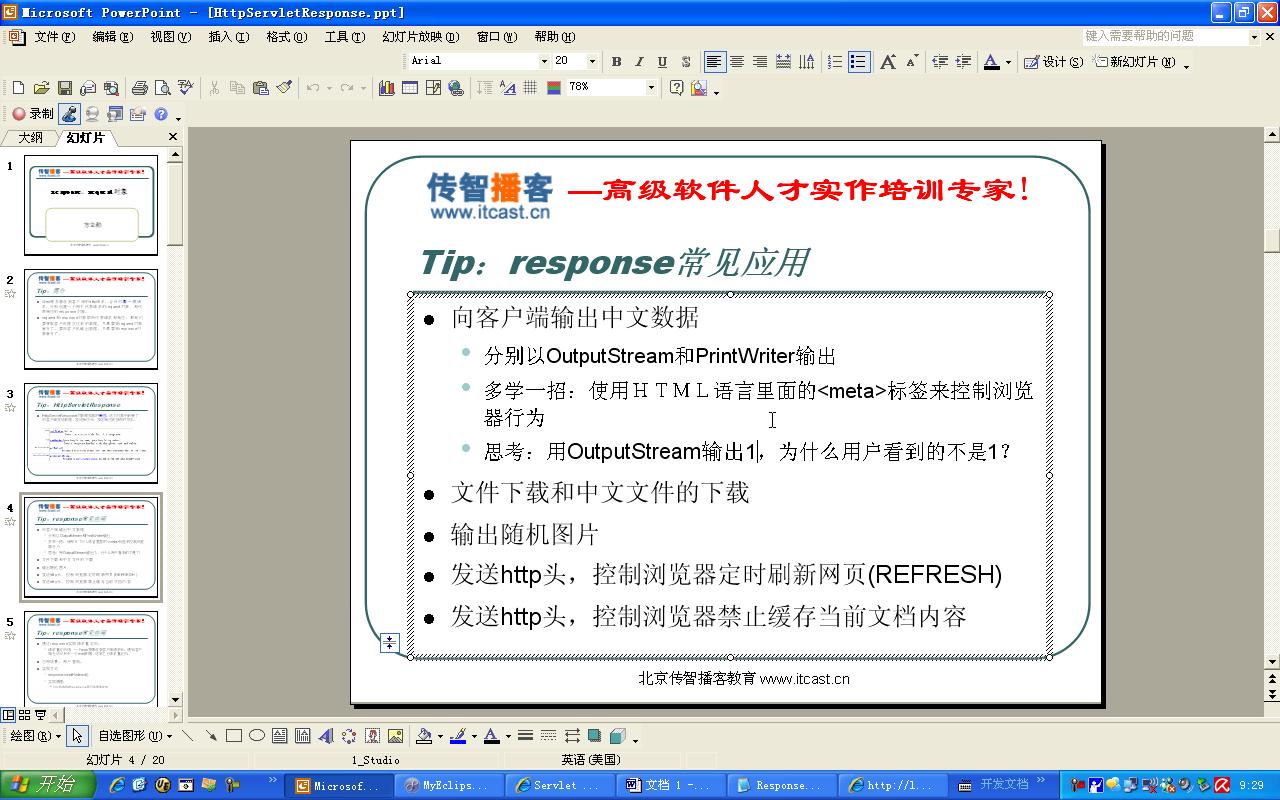 Microsoft PowerPoint - [HttpServletResponse.ppt]
文件(F) 编辑(E) 视图(V) 插入(I) 格式(O) 工具(T) 幻灯片放映(D) 窗口(W) 帮助(H) 键入需要帮助的问题
Arial 20 B I U S A A A 设计(S) 新幻灯片(N)
78%
录制
大纲 幻灯片
1
2
3
4
5
传智播客 —高级软件人才实作培训专家!
www.itcast.cn
Tip：response常见应用
向客户端输出中文数据
分别以OutputStream和PrintWriter输出
多学一招：使用ＨＴＭＬ语言里面的<meta>标签来控制浏览
器行为
思考：用OutputStream输出1，为什么用户看到的不是1？
文件下载和中文文件的下载
输出随机图片
发送http头，控制浏览器定时刷新网页(REFRESH)
发送http头，控制浏览器禁止缓存当前文档内容
北京传智播客教育 www.itcast.cn
绘图(R) 自选图形(U)
幻灯片 4 / 20 1_Studio 英语(美国)
开始 Microsof... MyEclips... Servlet ... 文档 1 -... Response... http://l... 开发文档 9:29